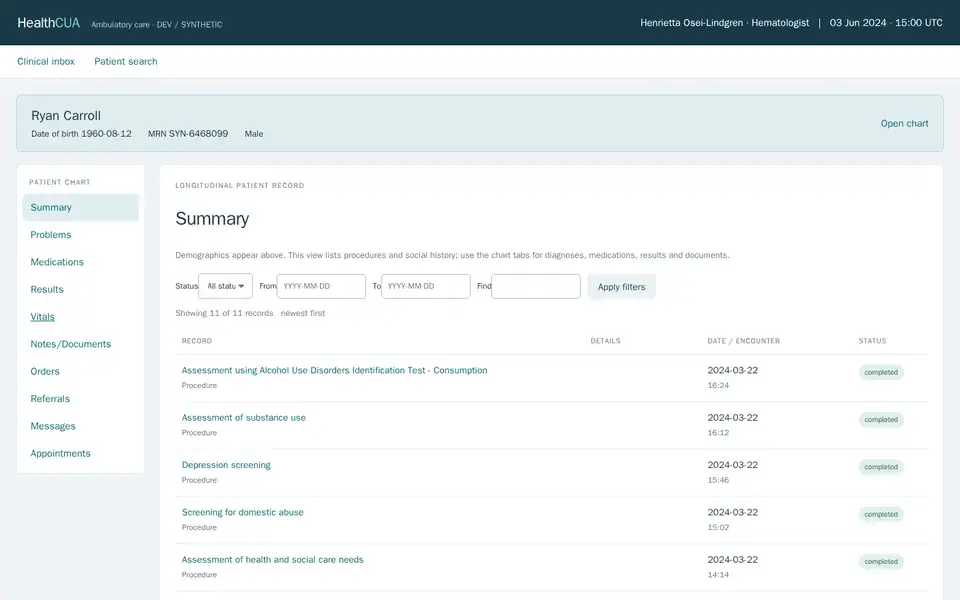 HealthCUA Ambulatory care · DEV / SYNTHETIC Henrietta Osei-Lindgren · Hematologist | 03 Jun 2024 · 15:00 UTC
Clinical inbox Patient search
Ryan Carroll
Date of birth 1960-08-12 MRN SYN-6468099 Male
Open chart
PATIENT CHART
Summary
Problems
Medications
Results
Vitals
Notes/Documents
Orders
Referrals
Messages
Appointments
LONGITUDINAL PATIENT RECORD
Summary
Demographics appear above. This view lists procedures and social history; use the chart tabs for diagnoses, medications, results and documents.
Status All statu From YYYY-MM-DD To YYYY-MM-DD Find Apply filters
Showing 11 of 11 records newest first
RECORD DETAILS DATE / ENCOUNTER STATUS
Assessment using Alcohol Use Disorders Identification Test - Consumption 2024-03-22 completed
Procedure 16:24
Assessment of substance use 2024-03-22 completed
Procedure 16:12
Depression screening 2024-03-22 completed
Procedure 15:46
Screening for domestic abuse 2024-03-22 completed
Procedure 15:02
Assessment of health and social care needs 2024-03-22 completed
Procedure 14:14